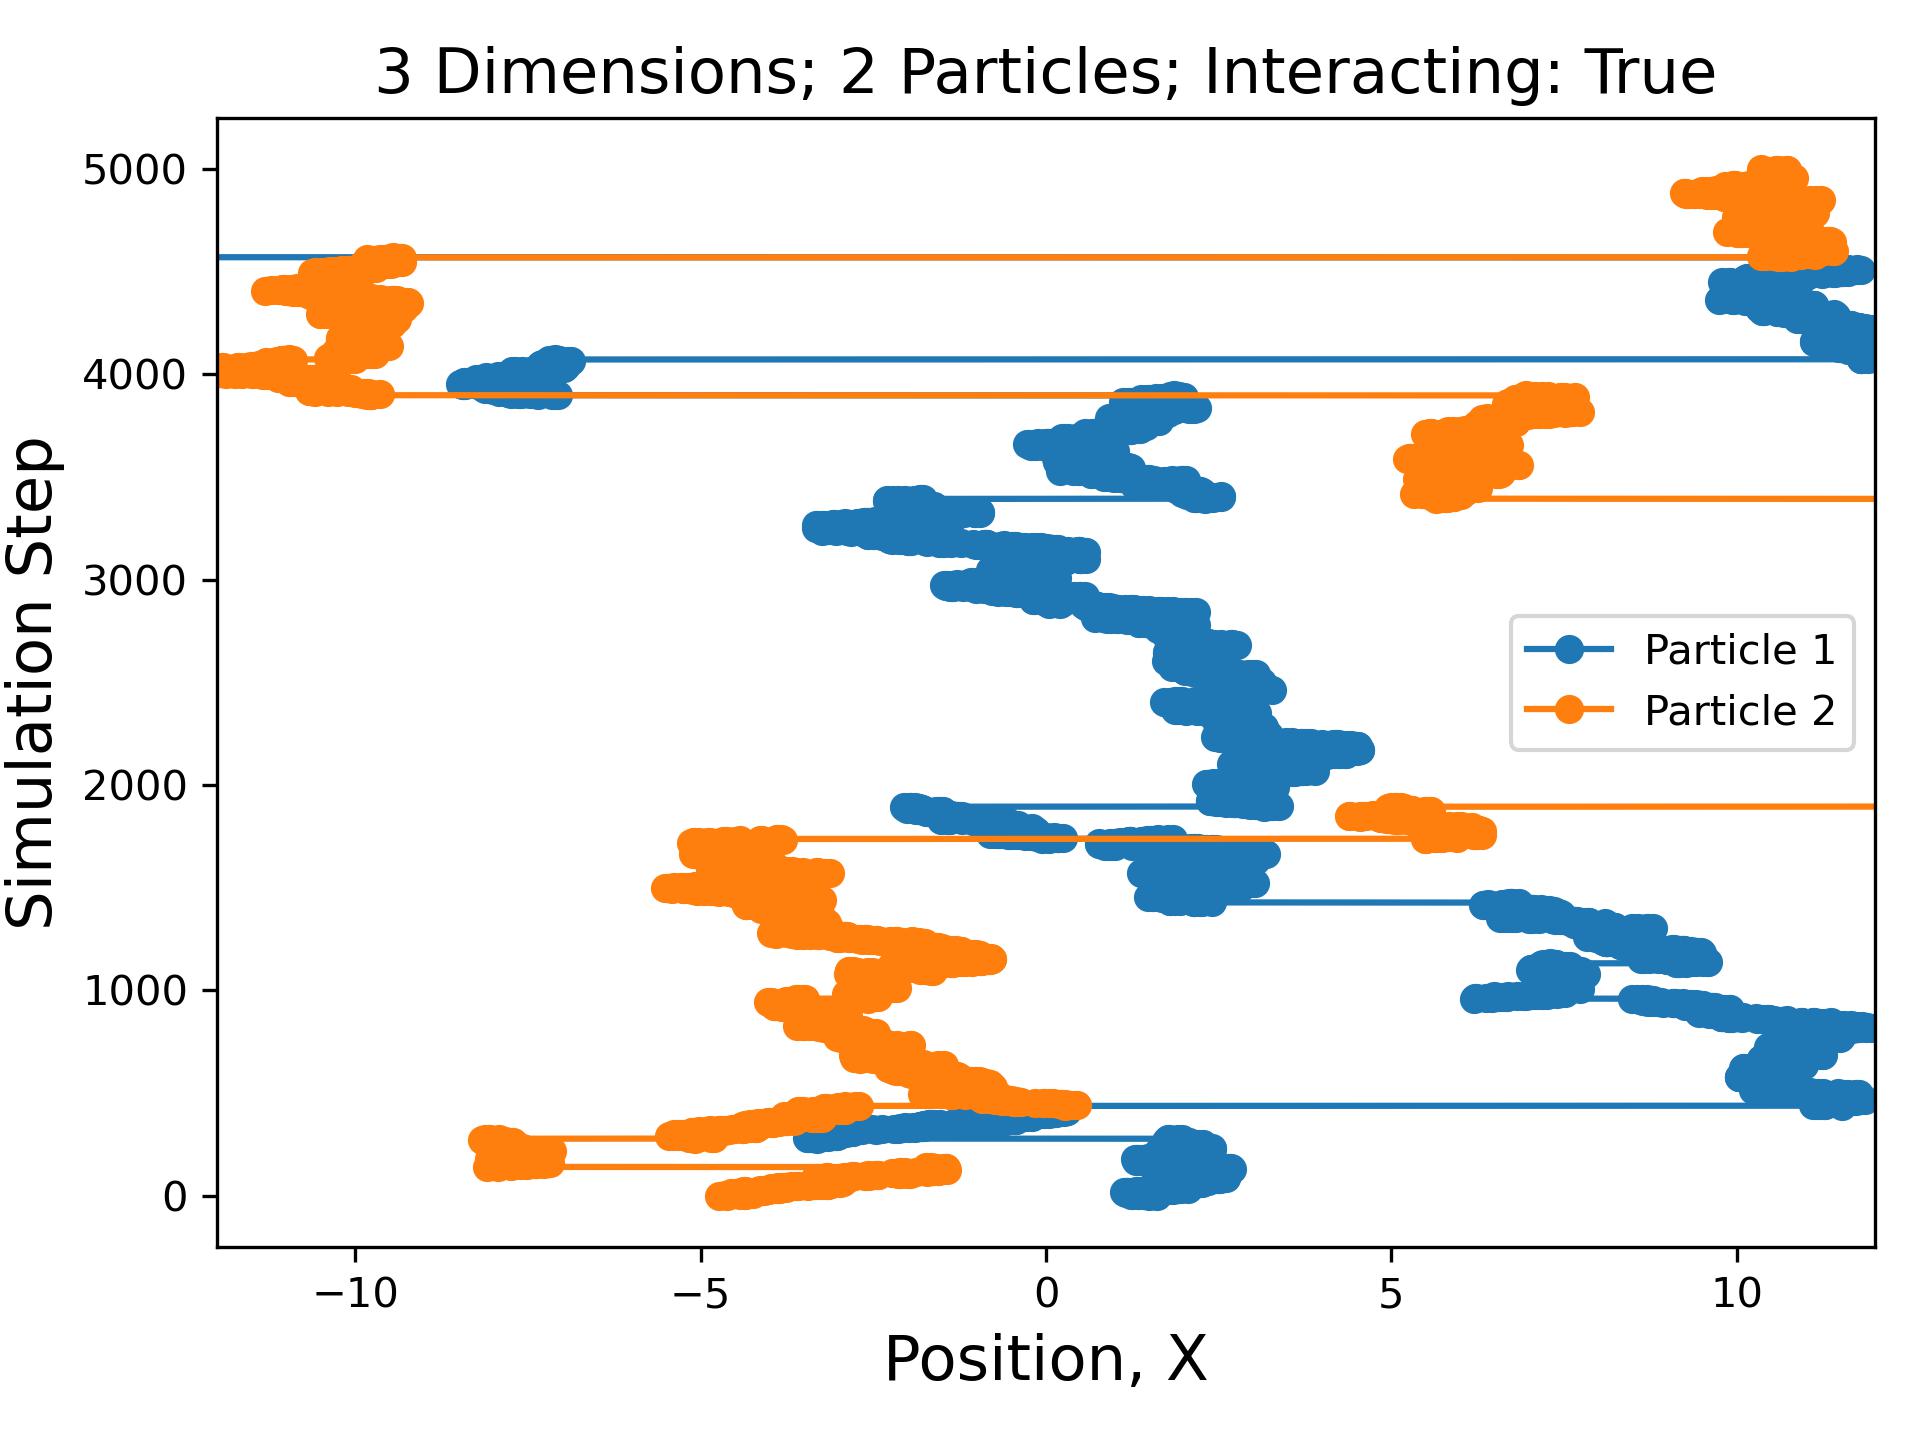 3 Dimensions; 2 Particles; Interacting: True
Simulation Step
5000
4000
3000
2000
1000
0
Particle 1
Particle 2
−10
−5
0
5
10
Position, X